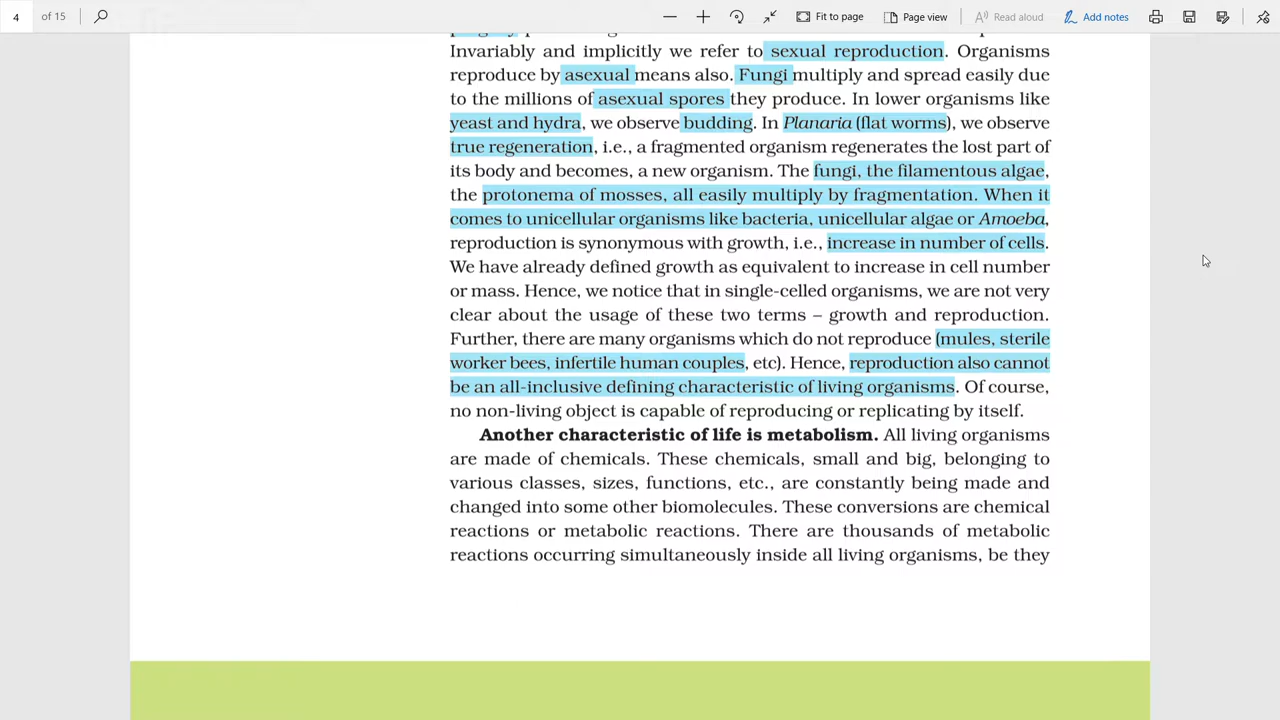 4 of 15 Fit to page Page view Read aloud Add notes
Invariably and implicitly we refer to sexual reproduction. Organisms
reproduce by asexual means also. Fungi multiply and spread easily due
to the millions of asexual spores they produce. In lower organisms like
yeast and hydra, we observe budding. In Planaria (flat worms), we observe
true regeneration, i.e., a fragmented organism regenerates the lost part of
its body and becomes, a new organism. The fungi, the filamentous algae,
the protonema of mosses, all easily multiply by fragmentation. When it
comes to unicellular organisms like bacteria, unicellular algae or Amoeba,
reproduction is synonymous with growth, i.e., increase in number of cells.
We have already defined growth as equivalent to increase in cell number
or mass. Hence, we notice that in single-celled organisms, we are not very
clear about the usage of these two terms – growth and reproduction.
Further, there are many organisms which do not reproduce (mules, sterile
worker bees, infertile human couples, etc). Hence, reproduction also cannot
be an all-inclusive defining characteristic of living organisms. Of course,
no non-living object is capable of reproducing or replicating by itself.
Another characteristic of life is metabolism. All living organisms
are made of chemicals. These chemicals, small and big, belonging to
various classes, sizes, functions, etc., are constantly being made and
changed into some other biomolecules. These conversions are chemical
reactions or metabolic reactions. There are thousands of metabolic
reactions occurring simultaneously inside all living organisms, be they